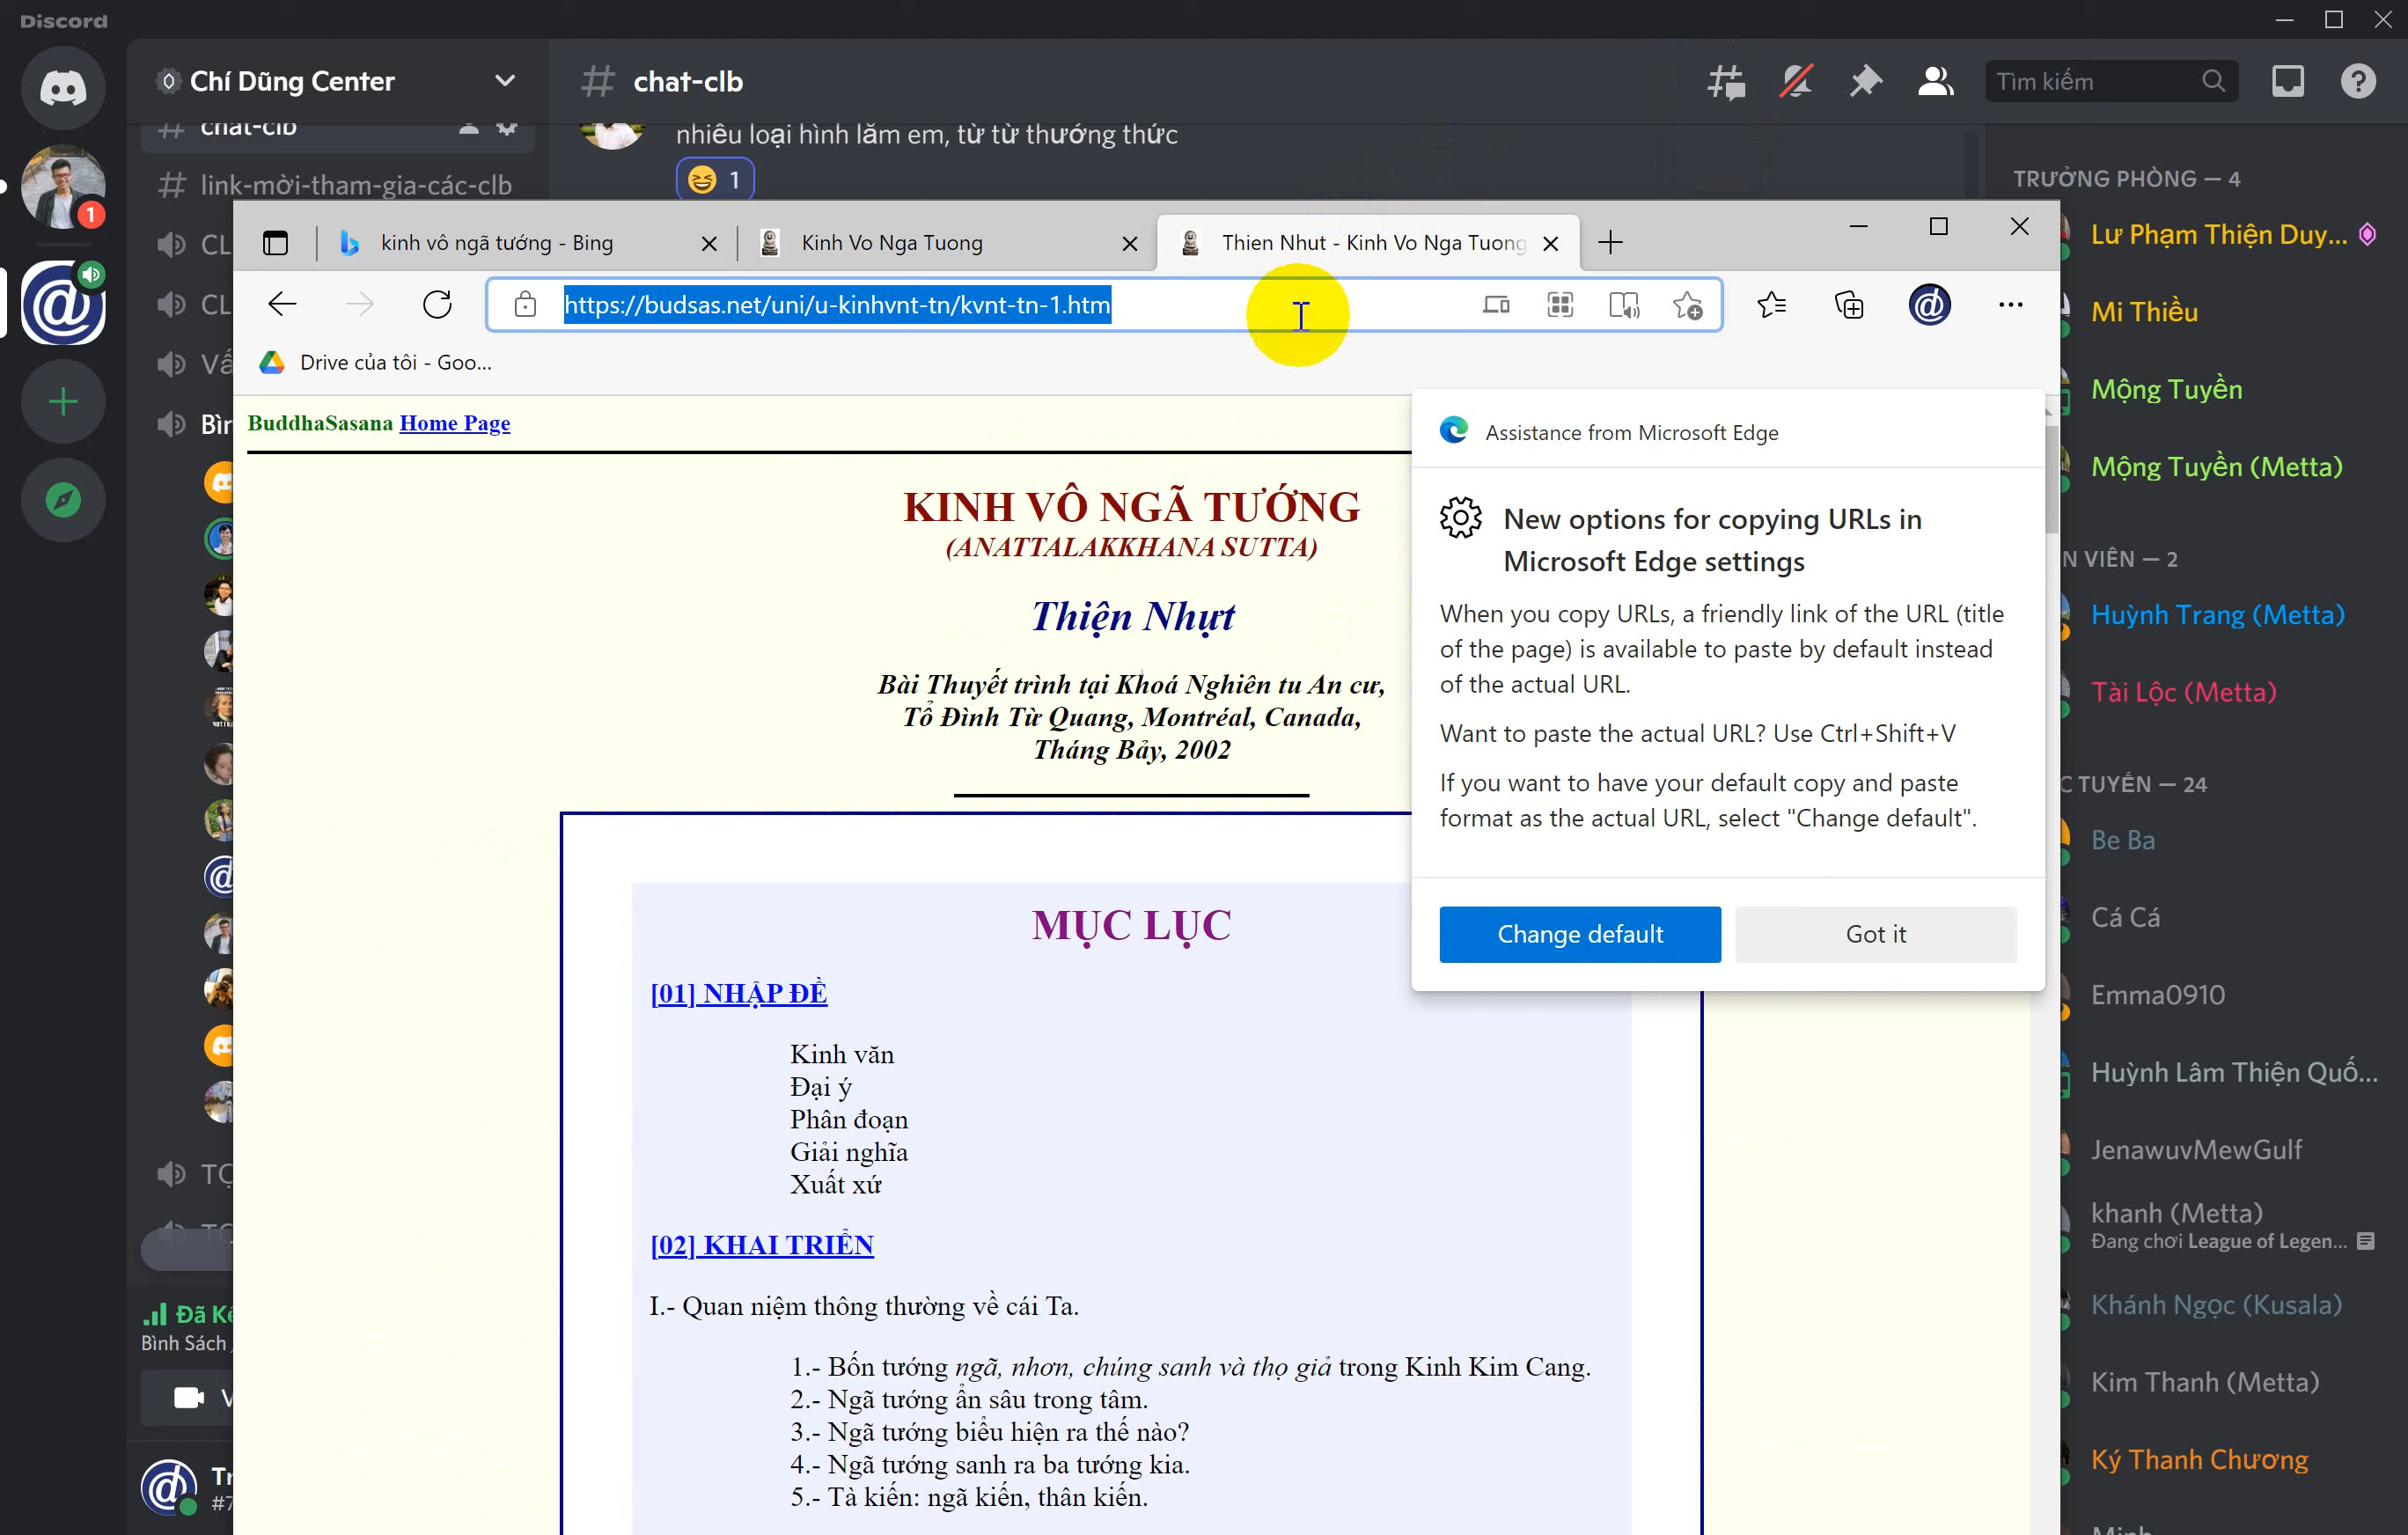 Discord
Chí Dũng Center
chat-clb
Tìm kiếm
chat-clb
link-mời-tham-gia-các-clb
nhiều loại hình lắm em, từ từ thưởng thức
1
1
TRƯỞNG PHÒNG — 4
Lư Phạm Thiện Duy...
Mi Thiều
Mộng Tuyền
Mộng Tuyền (Metta)
N VIÊN — 2
Huỳnh Trang (Metta)
Tài Lộc (Metta)
C TUYẾN — 24
Be Ba
Cá Cá
Emma0910
Huỳnh Lâm Thiện Quố...
JenawuvMewGulf
khanh (Metta)
Đang chơi League of Legen...
Khánh Ngọc (Kusala)
Kim Thanh (Metta)
Ký Thanh Chương
CL
CL
Vấ
Bìr
TỌ
Đã Kế
Bình Sách
V
Tr
#7
kinh vô ngã tướng - Bing
Kinh Vo Nga Tuong
Thien Nhut - Kinh Vo Nga Tuong
https://budsas.net/uni/u-kinhvnt-tn/kvnt-tn-1.htm
Drive của tôi - Goo...
BuddhaSasana Home Page
KINH VÔ NGÃ TƯỚNG
(ANATTALAKKHANA SUTTA)
Thiện Nhựt
Bài Thuyết trình tại Khoá Nghiên tu An cư,
Tổ Đình Từ Quang, Montréal, Canada,
Tháng Bảy, 2002
MỤC LỤC
[01] NHẬP ĐỀ
Kinh văn
Đại ý
Phân đoạn
Giải nghĩa
Xuất xứ
[02] KHAI TRIỂN
I.- Quan niệm thông thường về cái Ta.
1.- Bốn tướng ngã, nhơn, chúng sanh và thọ giả trong Kinh Kim Cang.
2.- Ngã tướng ẩn sâu trong tâm.
3.- Ngã tướng biểu hiện ra thế nào?
4.- Ngã tướng sanh ra ba tướng kia.
5.- Tà kiến: ngã kiến, thân kiến.
Assistance from Microsoft Edge
New options for copying URLs in
Microsoft Edge settings
When you copy URLs, a friendly link of the URL (title
of the page) is available to paste by default instead
of the actual URL.
Want to paste the actual URL? Use Ctrl+Shift+V
If you want to have your default copy and paste
format as the actual URL, select "Change default".
Change default
Got it